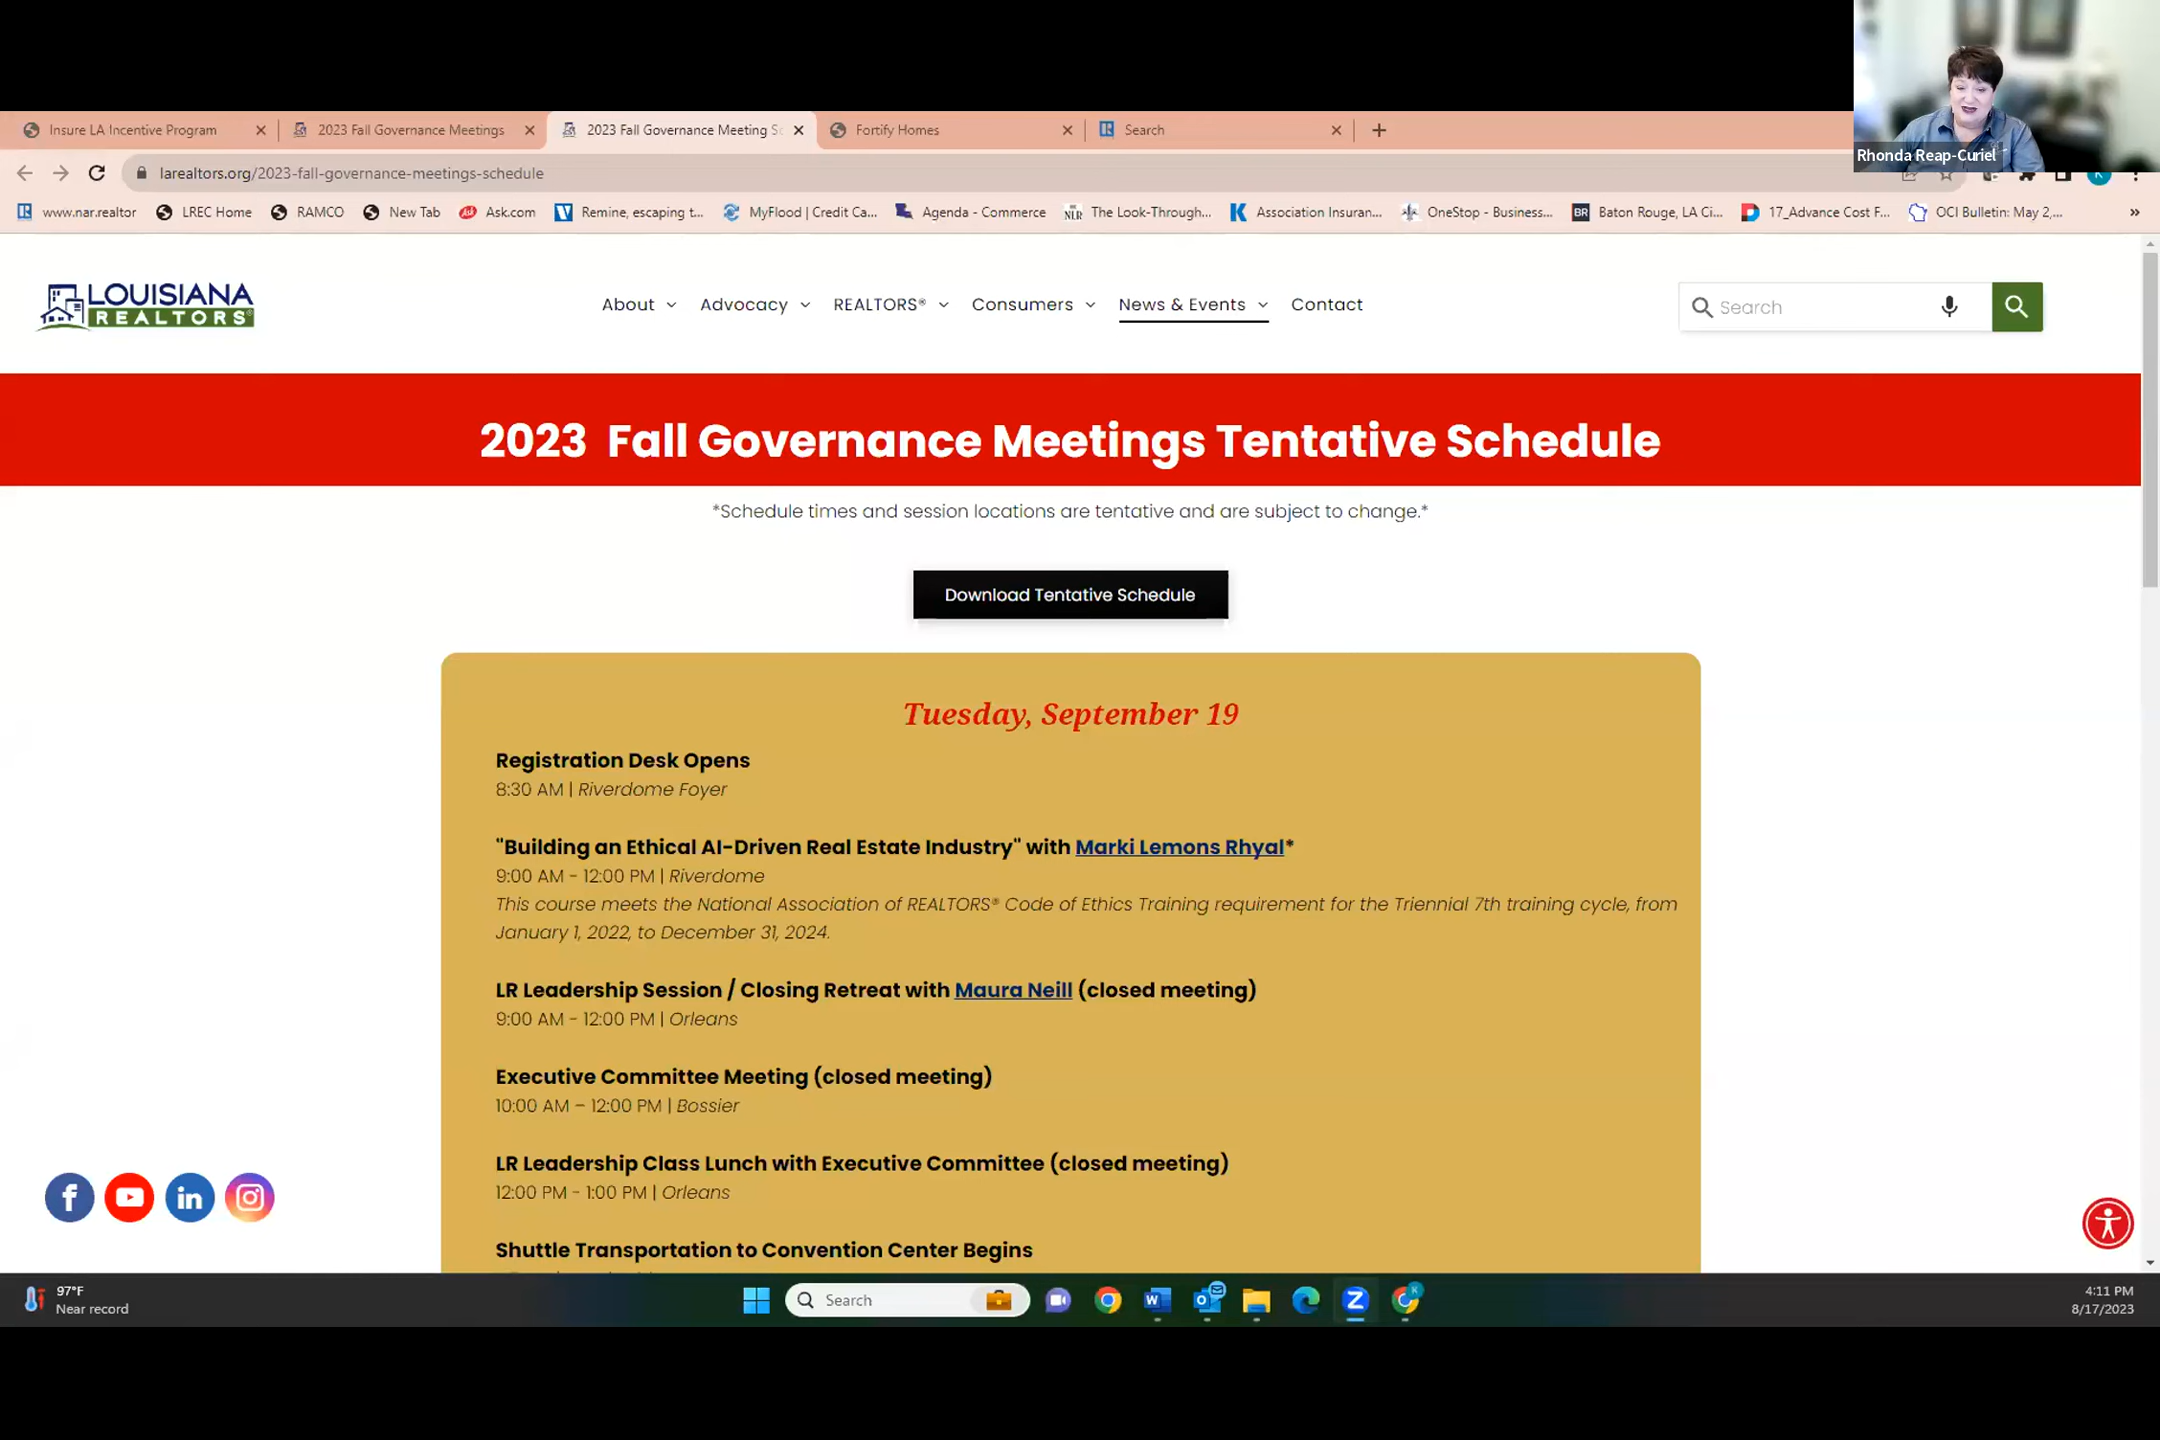 Rhonda Reap-Curiel
Insure LA Incentive Program
2023 Fall Governance Meetings
2023 Fall Governance Meeting Sc
Fortify Homes
Search
larealtors.org/2023-fall-governance-meetings-schedule
www.nar.realtor
LREC Home
RAMCO
New Tab
Ask.com
Remine, escaping t...
MyFlood | Credit Ca...
Agenda - Commerce
The Look-Through...
Association Insuran...
OneStop - Business...
Baton Rouge, LA Ci...
17_Advance Cost F...
OCI Bulletin: May 2,...
LOUISIANA
REALTORS®
About
Advocacy
REALTORS®
Consumers
News & Events
Contact
Search
2023 Fall Governance Meetings Tentative Schedule
*Schedule times and session locations are tentative and are subject to change.*
Download Tentative Schedule
Tuesday, September 19
Registration Desk Opens
8:30 AM | Riverdome Foyer
"Building an Ethical AI-Driven Real Estate Industry" with Marki Lemons Rhyal*
9:00 AM - 12:00 PM | Riverdome
This course meets the National Association of REALTORS® Code of Ethics Training requirement for the Triennial 7th training cycle, from
January 1, 2022, to December 31, 2024.
LR Leadership Session / Closing Retreat with Maura Neill (closed meeting)
9:00 AM - 12:00 PM | Orleans
Executive Committee Meeting (closed meeting)
10:00 AM – 12:00 PM | Bossier
LR Leadership Class Lunch with Executive Committee (closed meeting)
12:00 PM - 1:00 PM | Orleans
Shuttle Transportation to Convention Center Begins
97°F
Near record
Search
4:11 PM
8/17/2023